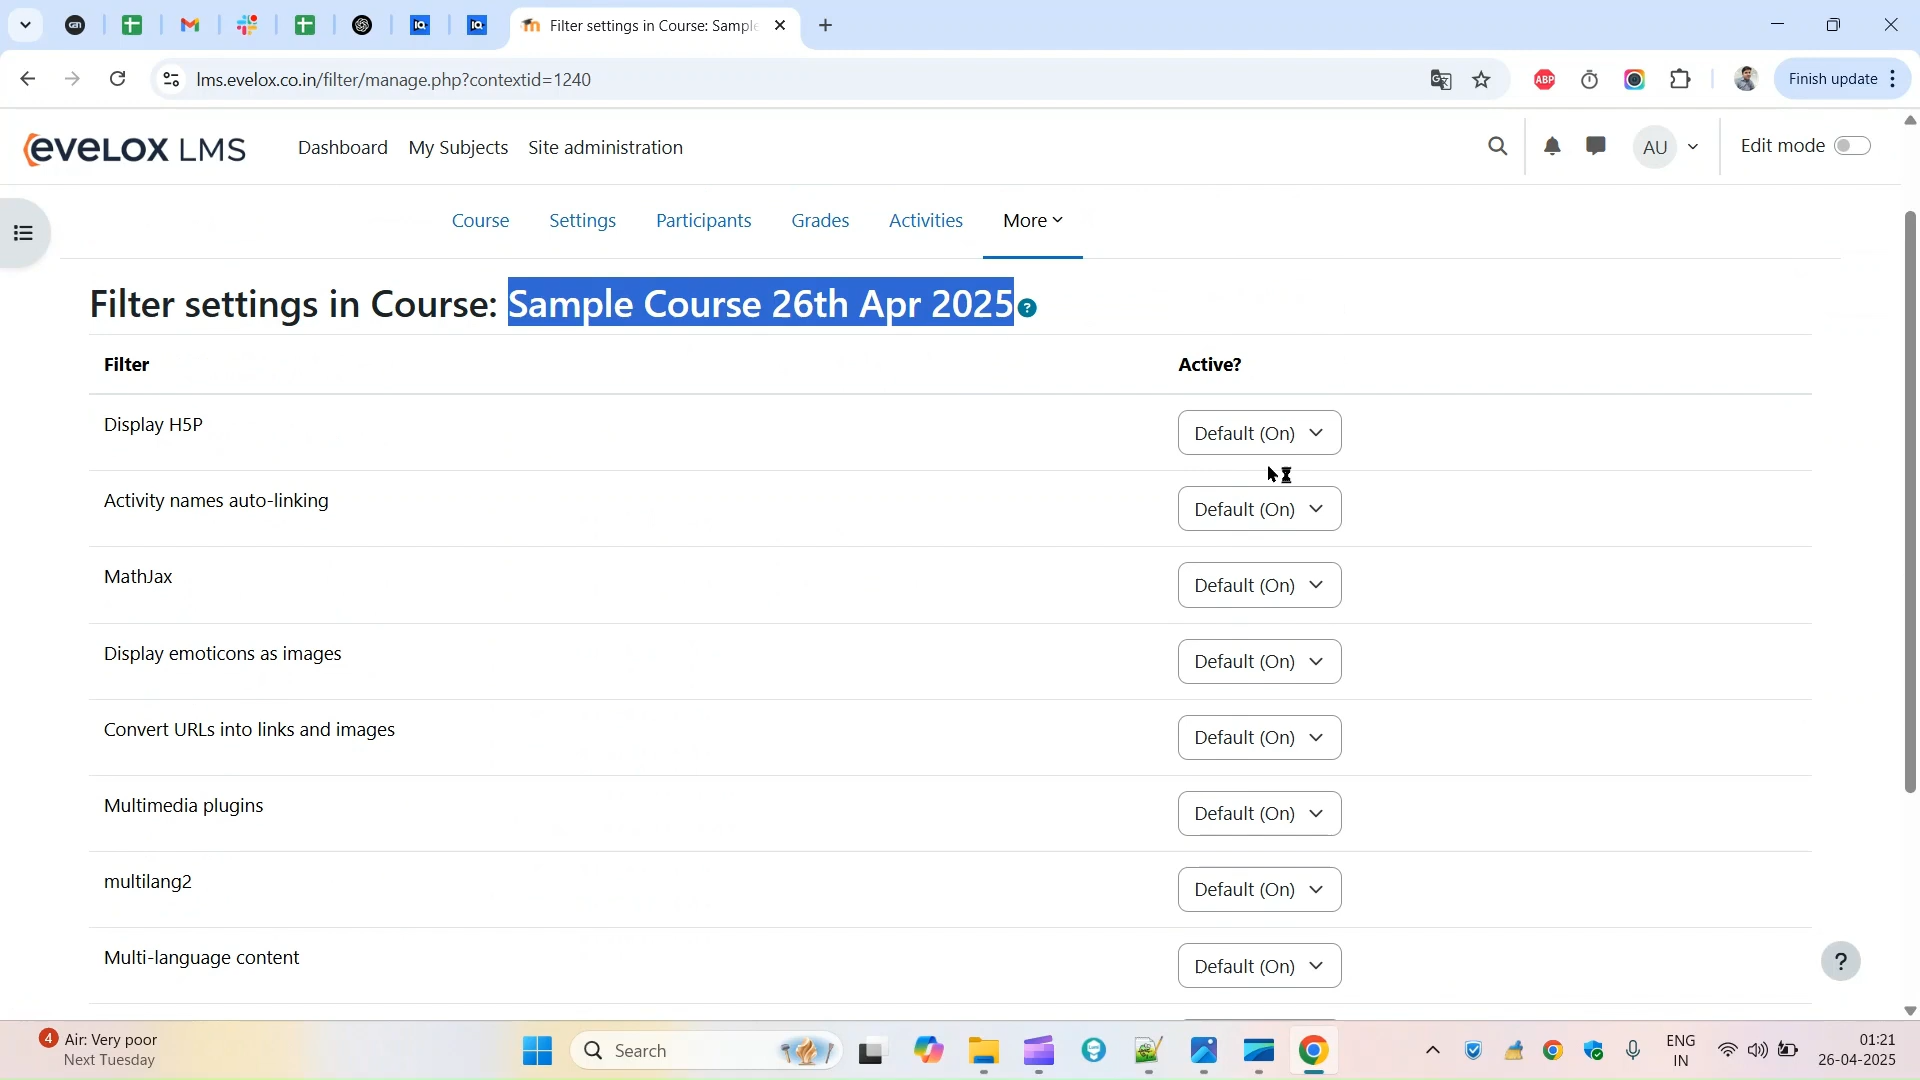 Filter settings in Course: Sample
lms.evelox.co.in/filter/manage.php?contextid=1240
ABP
Finish update
eveLOX LMS
Dashboard
My Subjects
Site administration
AU
Edit mode
Course
Settings
Participants
Grades
Activities
More
Filter settings in Course: Sample Course 26th Apr 2025 ?
Filter
Active?
Display H5P
Default (On)
Activity names auto-linking
Default (On)
MathJax
Default (On)
Display emoticons as images
Default (On)
Convert URLs into links and images
Default (On)
Multimedia plugins
Default (On)
multilang2
Default (On)
Multi-language content
Default (On)
?
4
Air: Very poor
Next Tuesday
Search
ENG
IN
01:21
26-04-2025